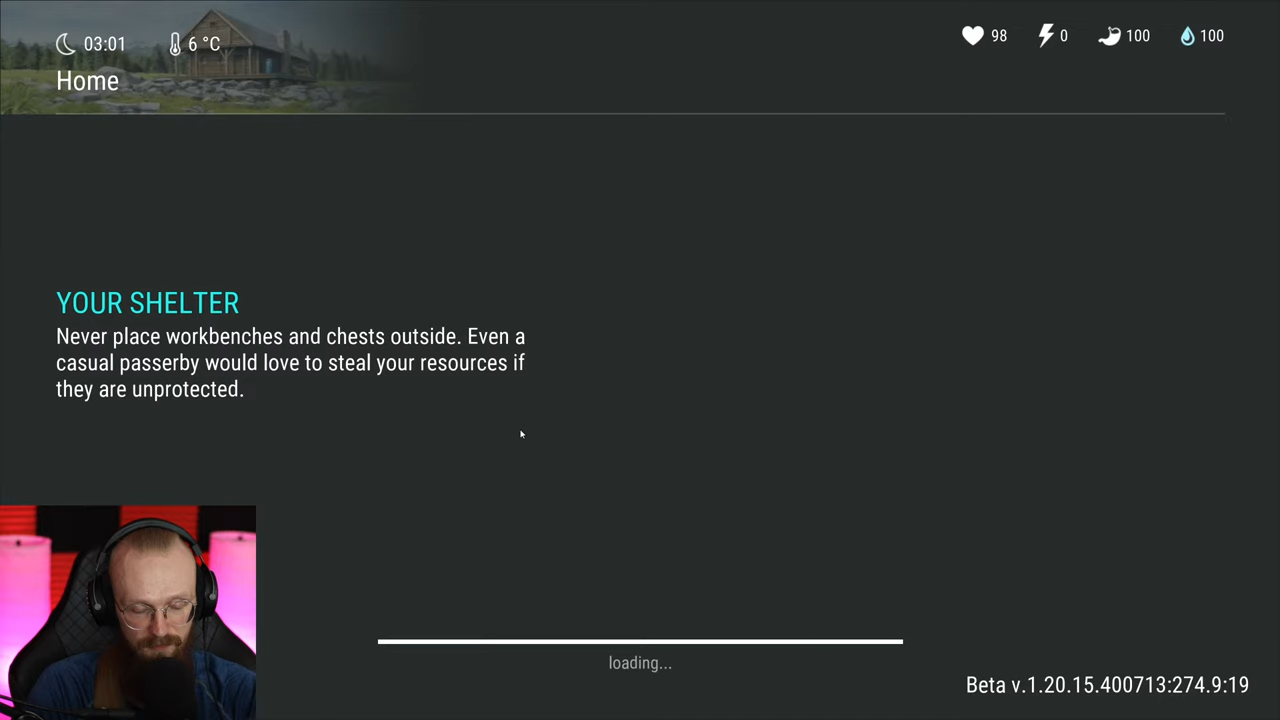 03:01 6 °C 98 0 100 100
Home
YOUR SHELTER
Never place workbenches and chests outside. Even a
casual passerby would love to steal your resources if
they are unprotected.
loading...
Beta v.1.20.15.400713:274.9:19